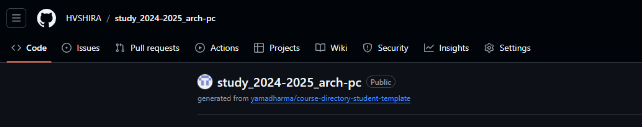 HVSHIRA / study_2024-2025_arch-pc
Code Issues Pull requests Actions Projects Wiki Security Insights Settings
study_2024-2025_arch-pc Public
generated from yamadharma/course-directory-student-template